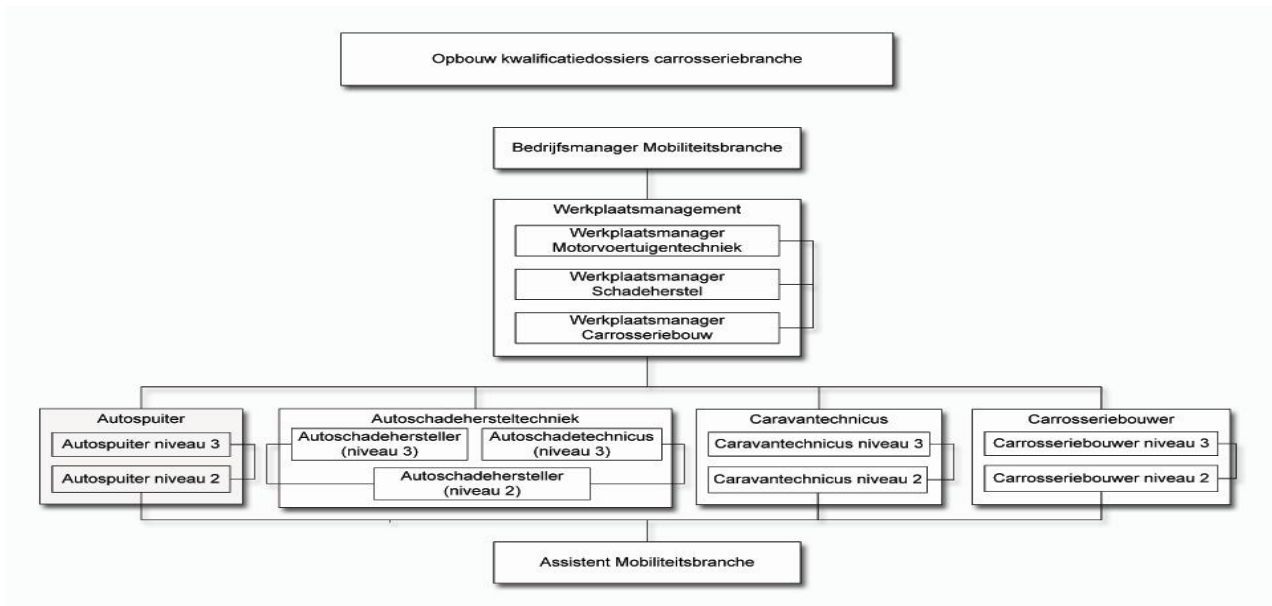 Opbouw kwalificatiedossiers carrosseriebranche
Bedrijfsmanager Mobiliteitsbranche
Werkplaatsmanagement
Werkplaatsmanager
Motorvoertuigentechniek
Werkplaatsmanager
Schadeherstel
Werkplaatsmanager
Carrosseriebouw
Autospuiter
Autospuiter niveau 3
Autospuiter niveau 2
Autoschadehersteltechniek
Autoschadehersteller
(niveau 3)
Autoschadetechnicus
(niveau 3)
Autoschadehersteller
(niveau 2)
Caravantechnicus
Caravantechnicus niveau 3
Caravantechnicus niveau 2
Carrosseriebouwer
Carrosseriebouwer niveau 3
Carrosseriebouwer niveau 2
Assistent Mobiliteitsbranche